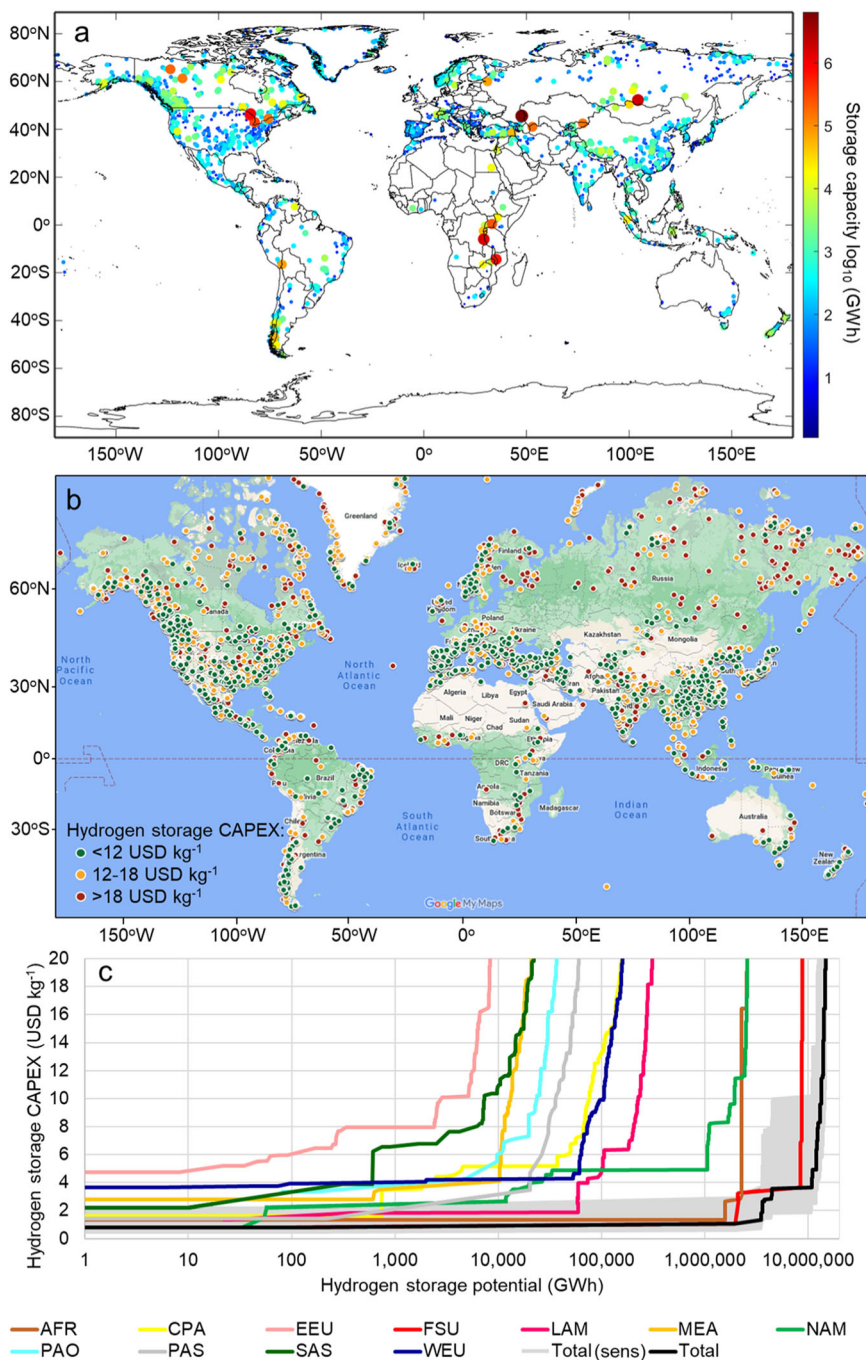 a
80°N
60°N
40°N
20°N
0°
20°S
40°S
60°S
80°S
150°W 100°W 50°W 0° 50°E 100°E 150°E
6
5
4
3
2
1
Storage capacity log10 (GWh)
b
Greenland
Iceland
Finland
Russia
Canada
United Kingdom
Poland
Ukraine
Kazakhstan
Mongolia
60°N
North Pacific Ocean
North Atlantic Ocean
30°N
Algeria
Libya
Egypt
Saudi Arabia
Pakistan
Mali
Niger
Chad
Sudan
0°
Brazil
DRC
Tanzania
Indonesia
Papua New Guinea
Angola
Namibia
Botswana
Madagascar
South Atlantic Ocean
Indian Ocean
Australia
30°S
Argentina
New Zealand
Hydrogen storage CAPEX:
<12 USD kg-1
12-18 USD kg-1
>18 USD kg-1
Google My Maps
150°W 100°W 50°W 0° 50°E 100°E 150°E
c
Hydrogen storage CAPEX (USD kg-1)
20
18
16
14
12
10
8
6
4
2
0
1 10 100 1,000 10,000 100,000 1,000,000 10,000,000
Hydrogen storage potential (GWh)
AFR CPA EEU FSU LAM MEA NAM
PAO PAS SAS WEU Total (sens) Total